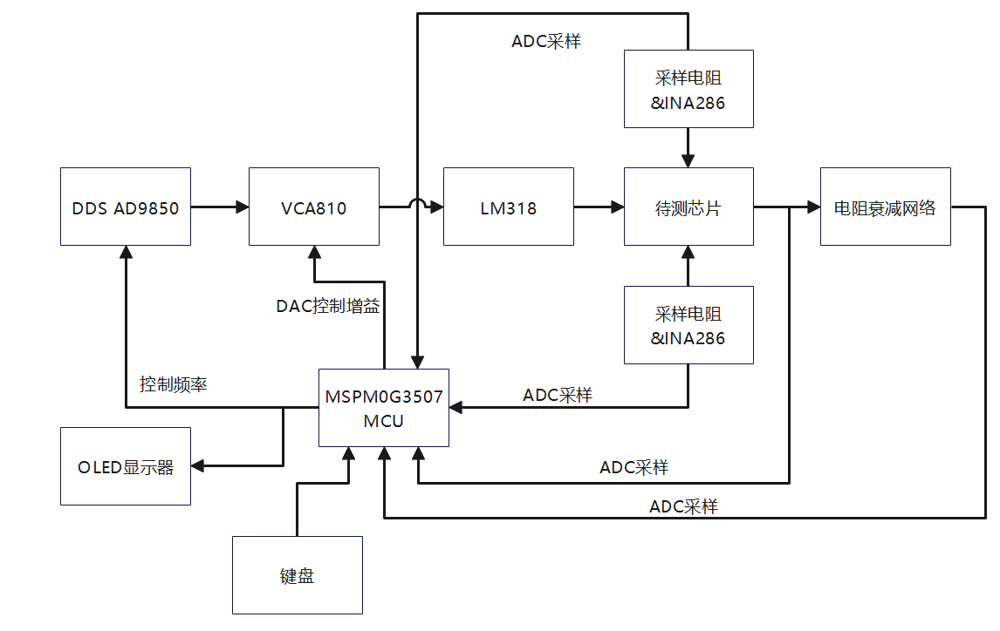 ADC采样
采样电阻
&INA286
DDS AD9850
VCA810
LM318
待测芯片
电阻衰减网络
DAC控制增益
采样电阻
&INA286
控制频率
MSPM0G3507
MCU
ADC采样
OLED显示器
ADC采样
ADC采样
键盘